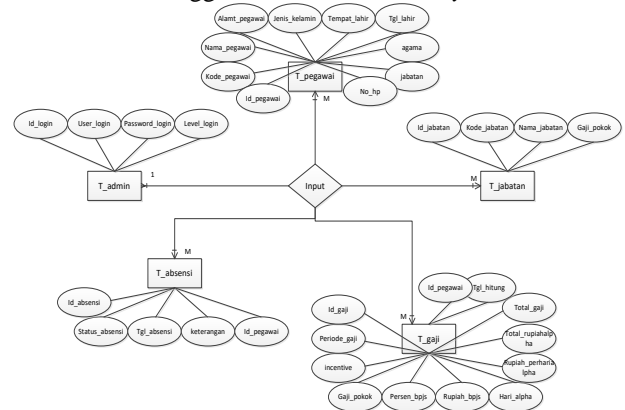 Alamt_pegawai Jenis_kelamin Tempat_lahir Tgl_lahir
Nama_pegawai agama
Kode_pegawai T_pegawai jabatan
Id_pegawai No_hp
M
Id_login User_login Password_login Level_login
Id_jabatan Kode_jabatan Nama_jabatan Gaji_pokok
T_admin 1 Input M T_jabatan
M
T_absensi
Id_absensi
Status_absensi Tgl_absensi keterangan Id_pegawai
Id_pegawai Tgl_hitung
Id_gaji Total_gaji
M
Periode_gaji T_gaji Total_rupiahalp
ha
incentive Rupiah_perharia
lpha
Gaji_pokok Persen_bpjs Rupiah_bpjs Hari_alpha